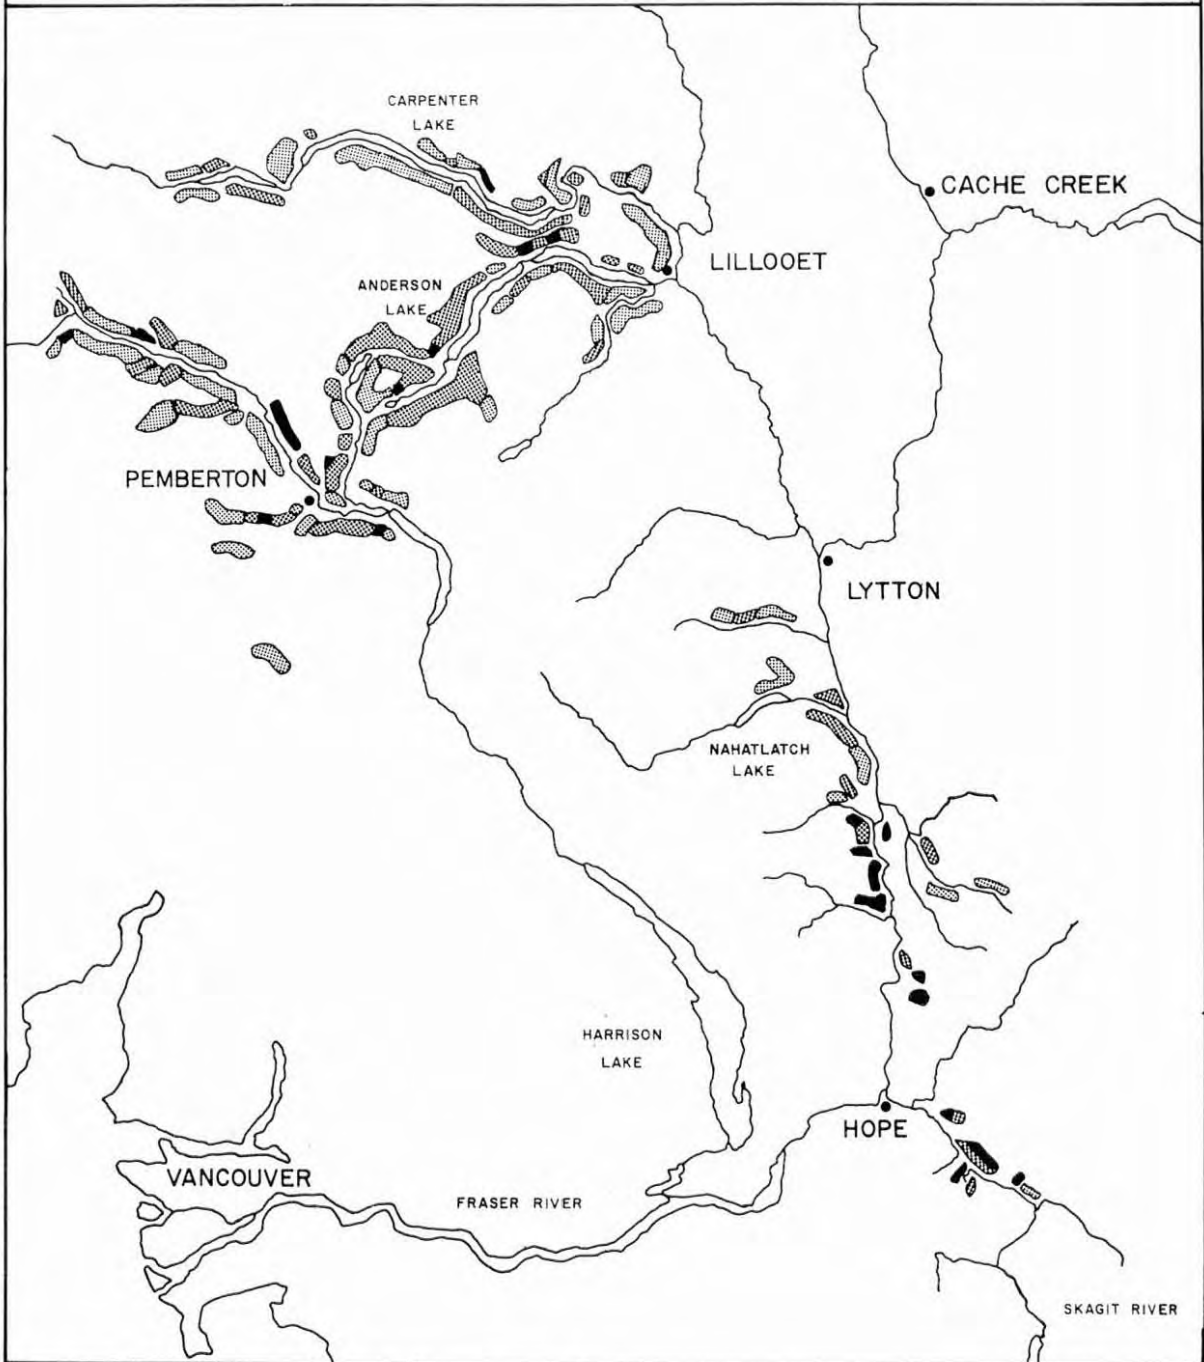 CARPENTER
LAKE
CACHE CREEK
LILLOOET
ANDERSON
LAKE
PEMBERTON
LYTTON
NAHATLATCH
LAKE
HARRISON
LAKE
HOPE
VANCOUVER
FRASER RIVER
SKAGIT RIVER